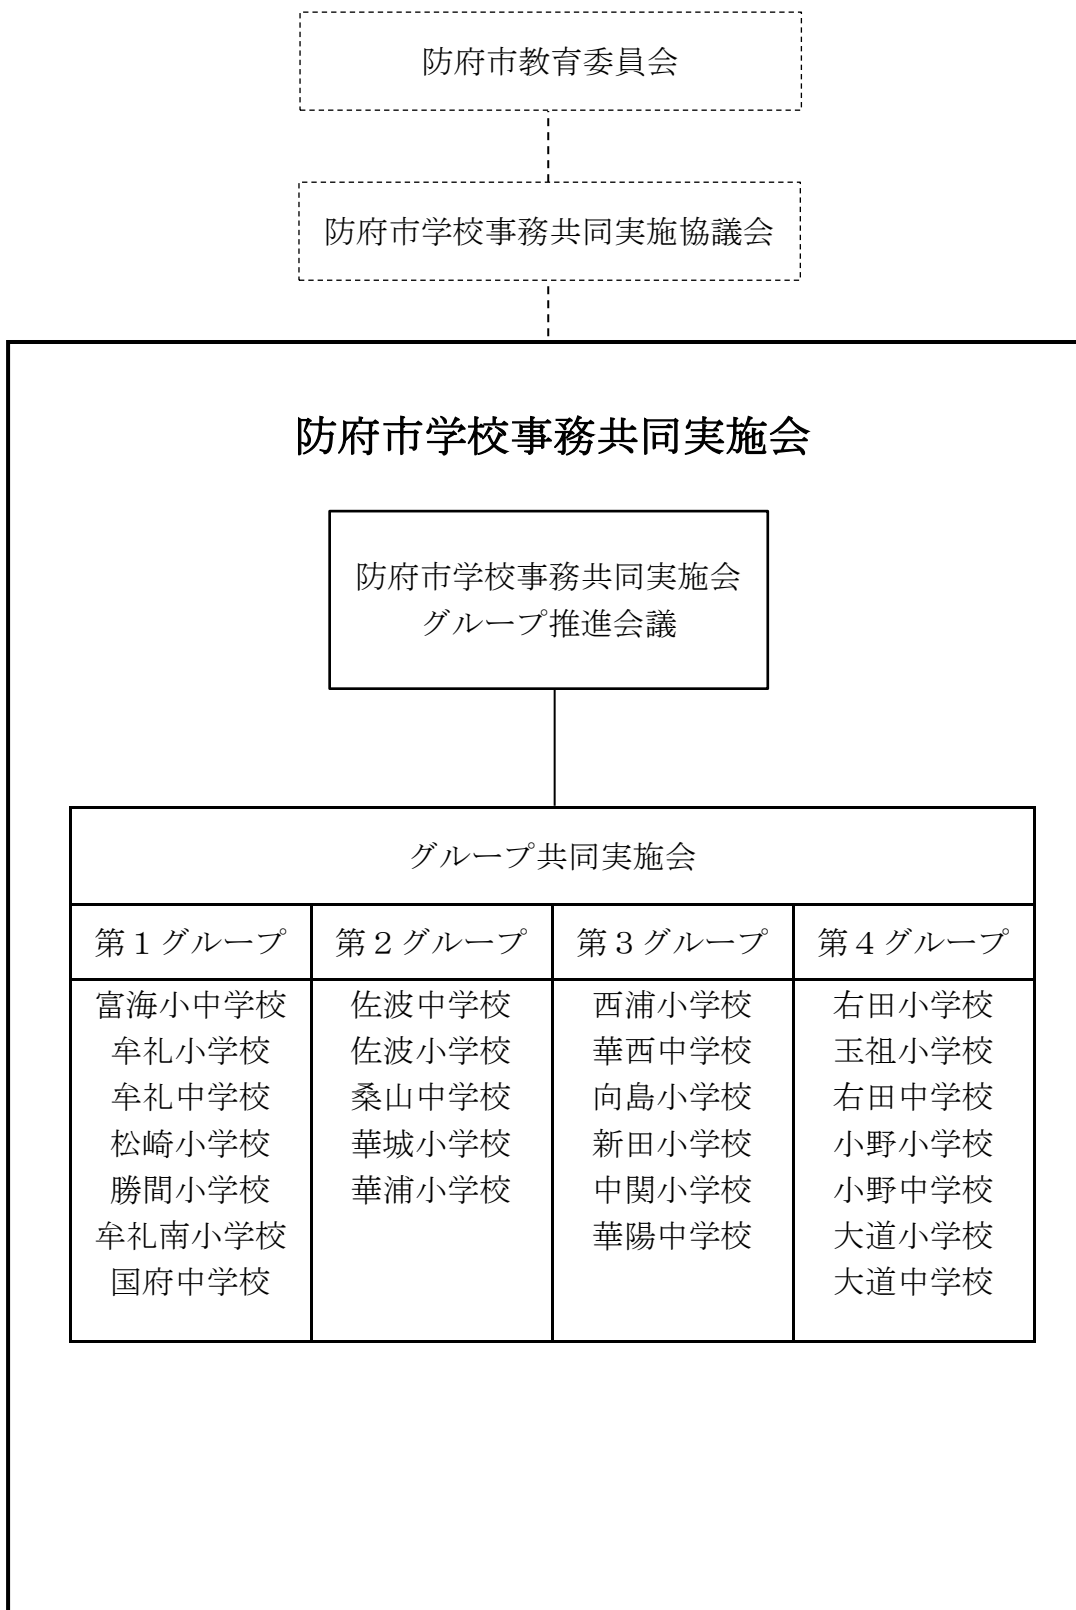 防府市教育委員会
防府市学校事務共同実施協議会
防府市学校事務共同実施会
防府市学校事務共同実施会
グループ推進会議
グループ共同実施会
第１グループ
富海小中学校
牟礼小学校
牟礼中学校
松崎小学校
勝間小学校
牟礼南小学校
国府中学校
第２グループ
佐波中学校
佐波小学校
桑山中学校
華城小学校
華浦小学校
第３グループ
西浦小学校
華西中学校
向島小学校
新田小学校
中関小学校
華陽中学校
第４グループ
右田小学校
玉祖小学校
右田中学校
小野小学校
小野中学校
大道小学校
大道中学校